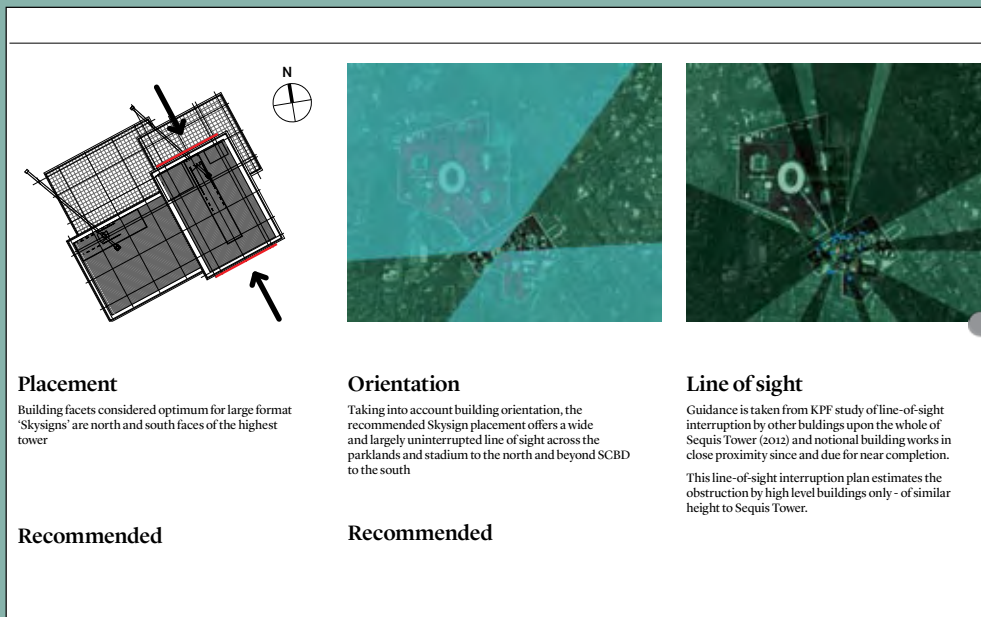 N
Placement
Building facets considered optimum for large format
‘Skysigns’ are north and south faces of the highest
tower
Recommended
Orientation
Taking into account building orientation, the
recommended Skysign placement offers a wide
and largely uninterrupted line of sight across the
parklands and stadium to the north and beyond SCBD
to the south
Recommended
Line of sight
Guidance is taken from KPF study of line-of-sight
interruption by other buldings upon the whole of
Sequis Tower (2012) and notional building works in
close proximity since and due for near completion.
This line-of-sight interruption plan estimates the
obstruction by high level buildings only - of similar
height to Sequis Tower.